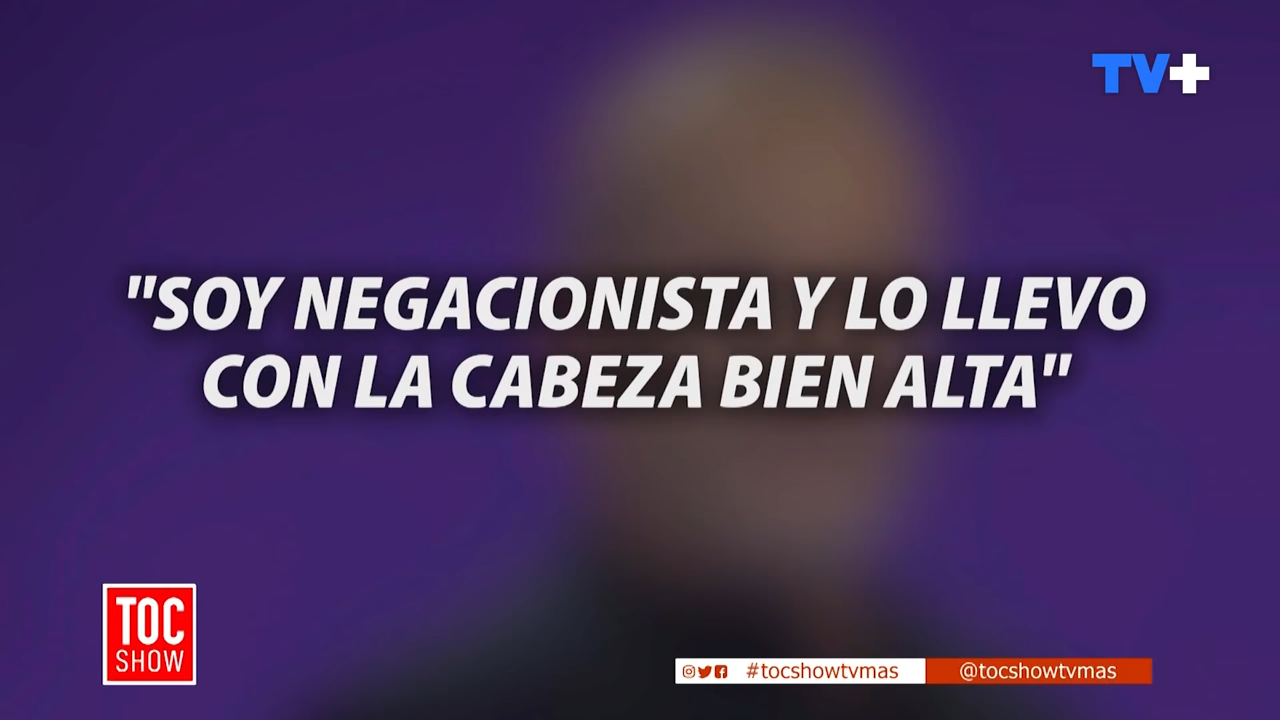 TV+
"SOY NEGACIONISTA Y LO LLEVO
CON LA CABEZA BIEN ALTA"
TOC
SHOW
#tocshowtvmas
@tocshowtvmas